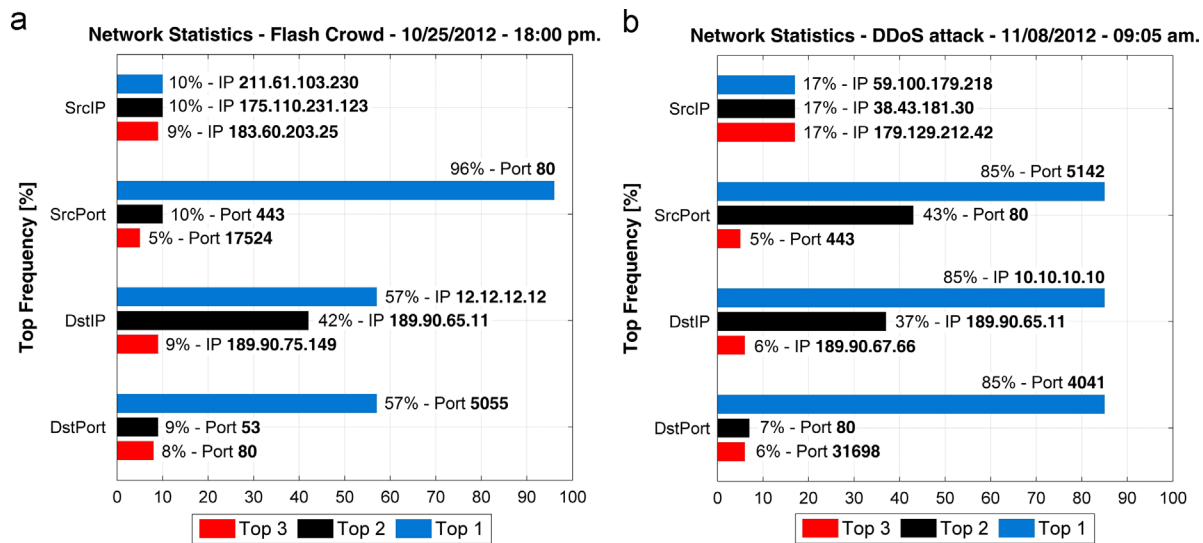 a
Network Statistics - Flash Crowd - 10/25/2012 - 18:00 pm.
Top Frequency [%]
SrcIP
10% - IP 211.61.103.230
10% - IP 175.110.231.123
9% - IP 183.60.203.25
SrcPort
96% - Port 80
10% - Port 443
5% - Port 17524
DstIP
57% - IP 12.12.12.12
42% - IP 189.90.65.11
9% - IP 189.90.75.149
DstPort
57% - Port 5055
9% - Port 53
8% - Port 80
0 10 20 30 40 50 60 70 80 90 100
Top 3 Top 2 Top 1
b
Network Statistics - DDoS attack - 11/08/2012 - 09:05 am.
Top Frequency [%]
SrcIP
17% - IP 59.100.179.218
17% - IP 38.43.181.30
17% - IP 179.129.212.42
SrcPort
85% - Port 5142
43% - Port 80
5% - Port 443
DstIP
85% - IP 10.10.10.10
37% - IP 189.90.65.11
6% - IP 189.90.67.66
DstPort
85% - Port 4041
7% - Port 80
6% - Port 31698
0 10 20 30 40 50 60 70 80 90 100
Top 3 Top 2 Top 1